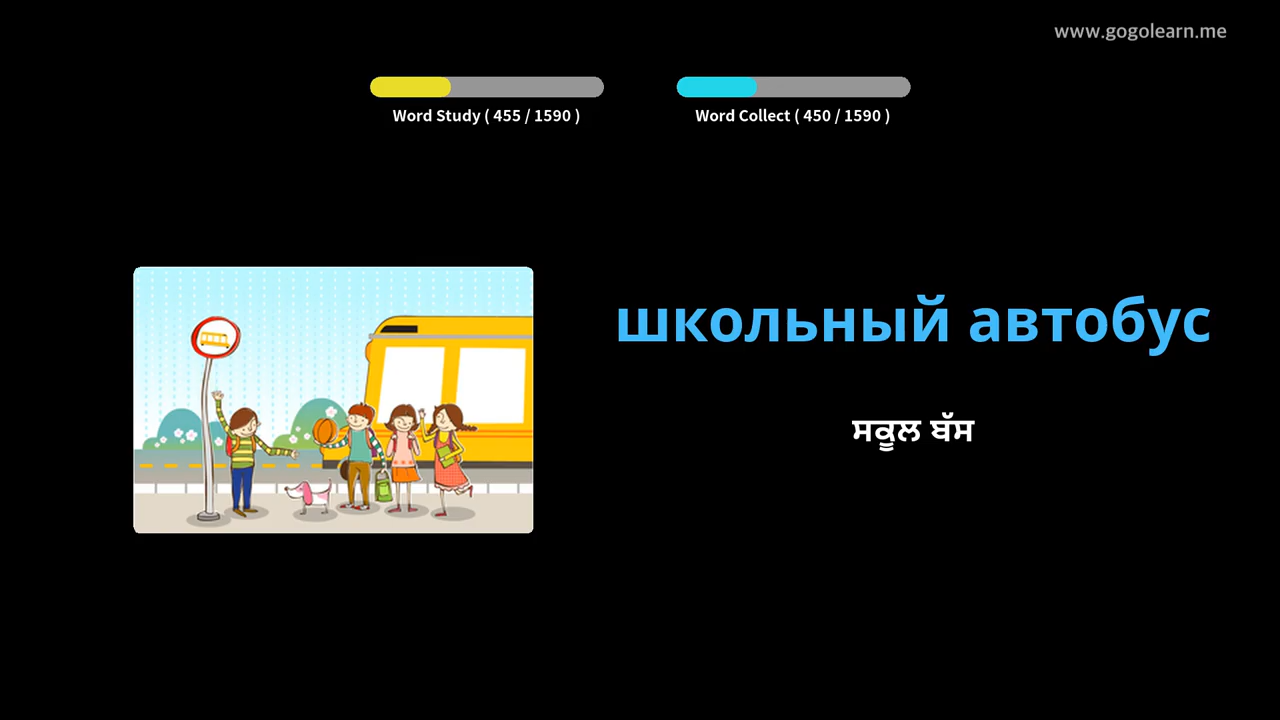 www.gogolearn.me
Word Study ( 455 / 1590 )
Word Collect ( 450 / 1590 )
школьный автобус
ਸਕੂਲ ਬੱਸ